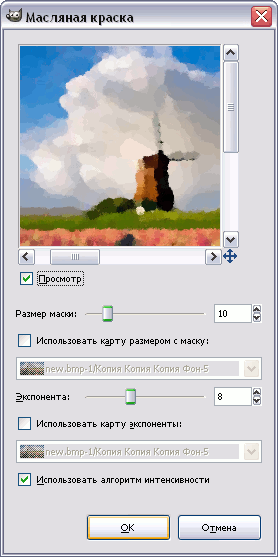 Масляная краска
Просмотр
Размер маски: 10
Использовать карту размером с маску:
new.bmp-1/Копия Копия Копия Фон-5
Экспонента: 8
Использовать карту экспоненты:
new.bmp-1/Копия Копия Копия Фон-5
Использовать алгоритм интенсивности
OK Отмена